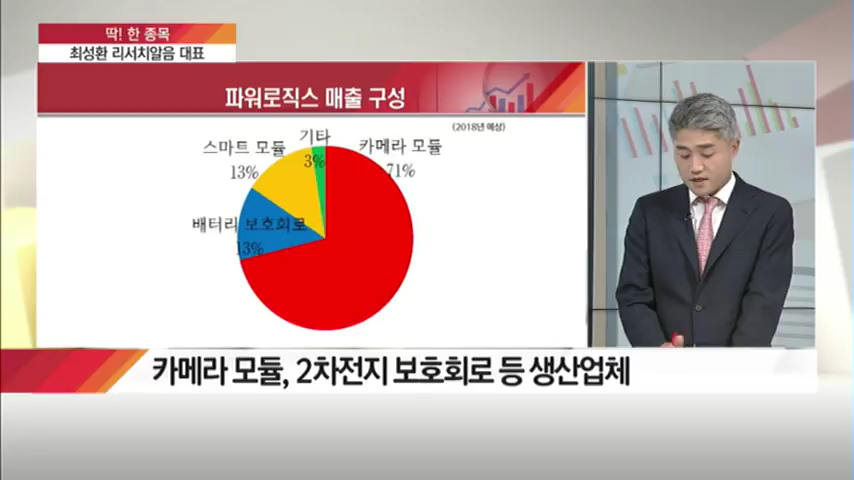 딱! 한 종목
최성환 리서치알음 대표
파워로직스 매출 구성
(2018년 예상)
기타
3%
카메라 모듈
71%
스마트 모듈
13%
배터리 보호회로
13%
카메라 모듈, 2차전지 보호회로 등 생산업체